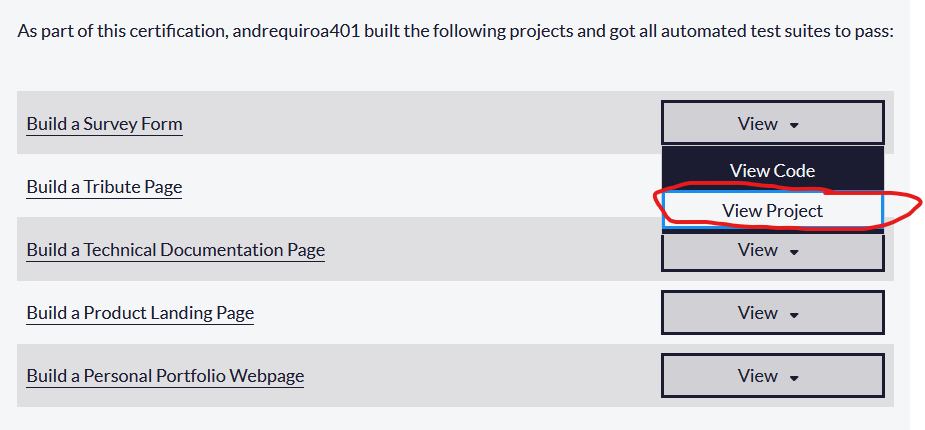 As part of this certification, andrequiroa401 built the following projects and got all automated test suites to pass:
Build a Survey Form
View
View Code
Build a Tribute Page
View Project
Build a Technical Documentation Page
View
Build a Product Landing Page
View
Build a Personal Portfolio Webpage
View